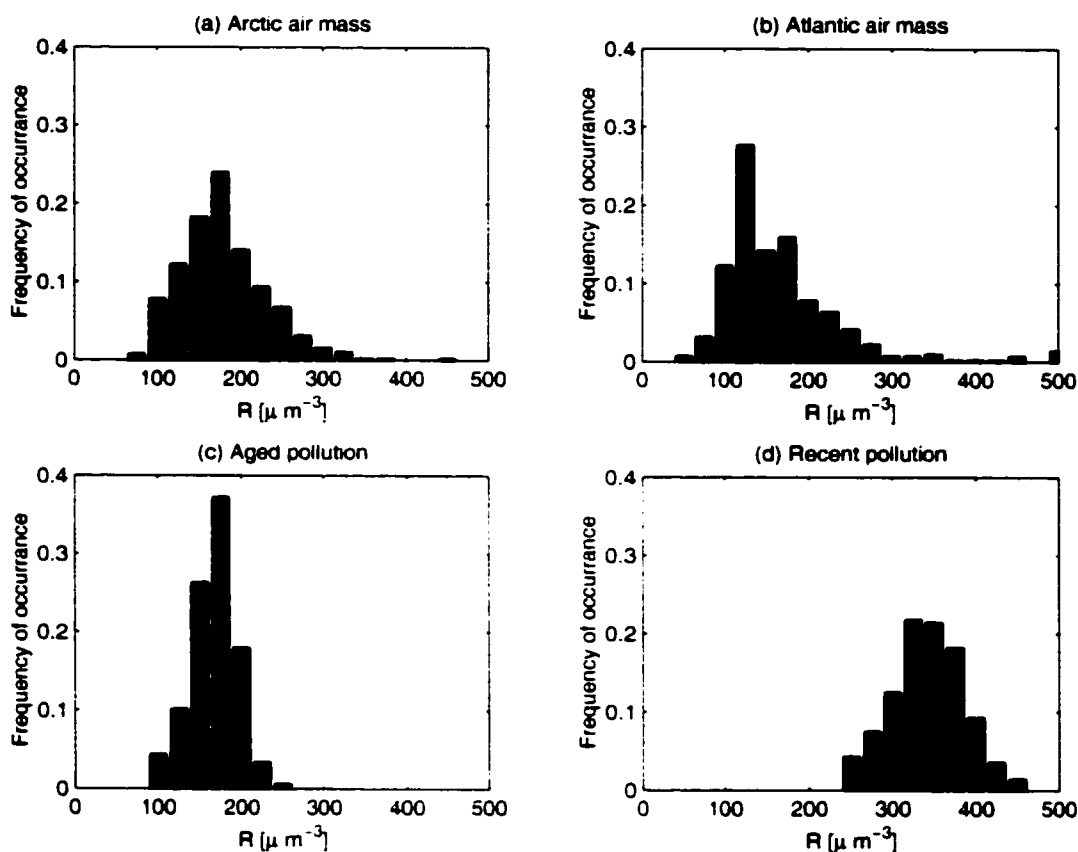 (a) Arctic air mass
0.4
0.3
0.2
0.1
0
Frequency of occurrance
0 100 200 300 400 500
R [μ m⁻³]
(b) Atlantic air mass
0.4
0.3
0.2
0.1
0
Frequency of occurrance
0 100 200 300 400 500
R [μ m⁻³]
(c) Aged pollution
0.4
0.3
0.2
0.1
0
Frequency of occurrance
0 100 200 300 400 500
R [μ m⁻³]
(d) Recent pollution
0.4
0.3
0.2
0.1
0
Frequency of occurrance
0 100 200 300 400 500
R [μ m⁻³]